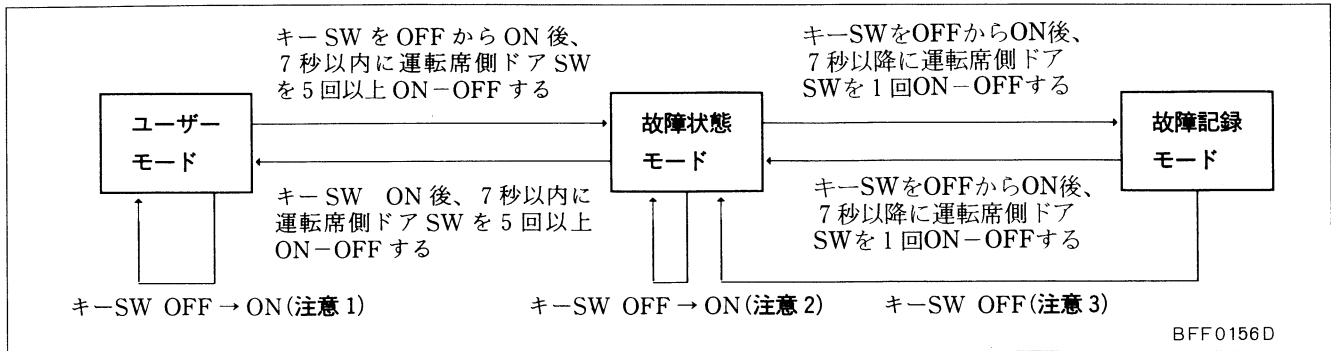 キーSWをOFFからON後、
7秒以内に運転席側ドアSW
を5回以上ON－OFFする
キーSWをOFFからON後、
7秒以降に運転席側ドア
SWを1回ON－OFFする
ユーザー
モード
故障状態
モード
故障記録
モード
キーSW ON後、7秒以内に
運転席側ドアSWを5回以上
ON－OFFする
キーSWをOFFからON後、
7秒以降に運転席側ドア
SWを1回ON－OFFする
キーSW OFF→ON(注意1)
キーSW OFF→ON(注意2)
キーSW OFF(注意3)
BFF0156D